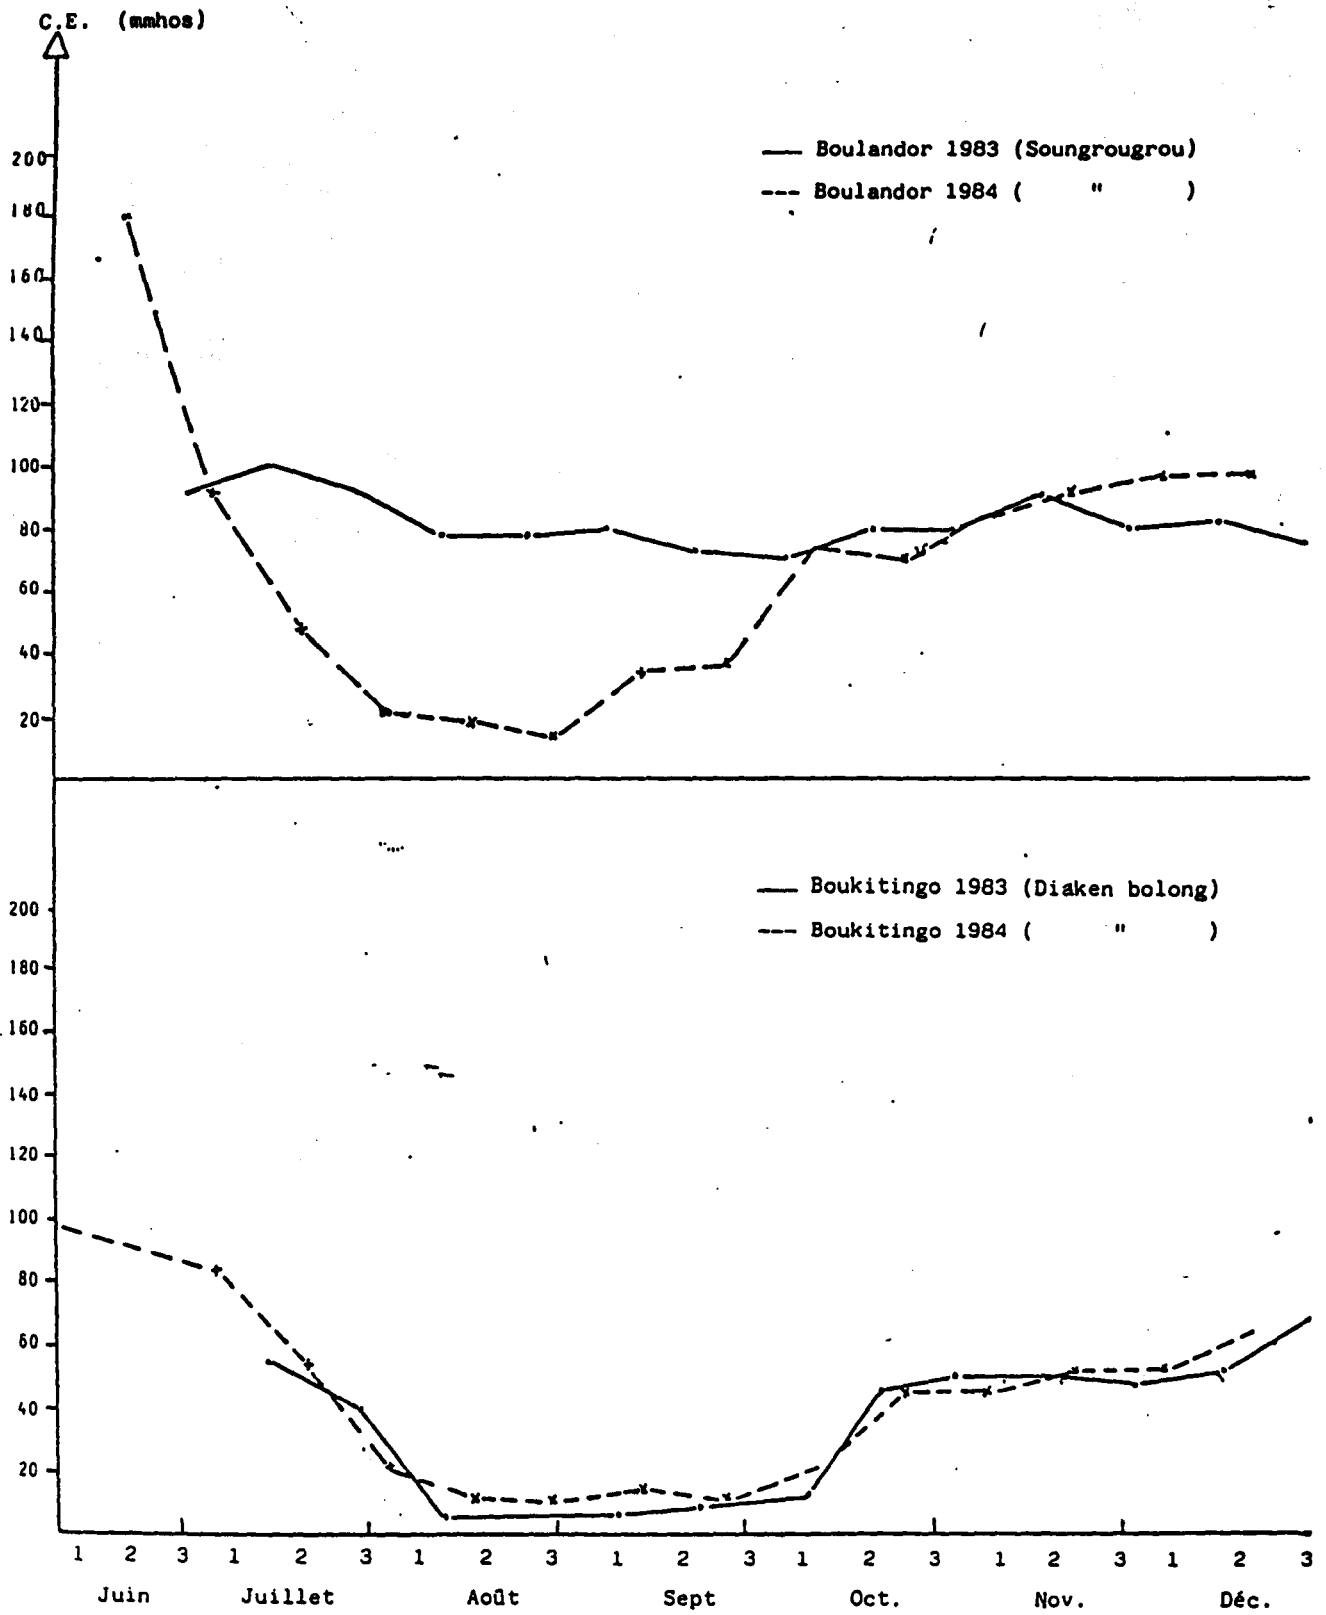 C.E. (mmhos)
200
180
160
140
120
100
80
60
40
20
— Boulandor 1983 (Soungrougrou)
--- Boulandor 1984 ( " )
200
180
160
140
120
100
80
60
40
20
— Boukitingo 1983 (Diaken bolong)
--- Boukitingo 1984 ( " )
1 2 3 1 2 3 1 2 3 1 2 3 1 2 3 1 2 3 1 2 3
Juin Juillet Août Sept Oct. Nov. Déc.